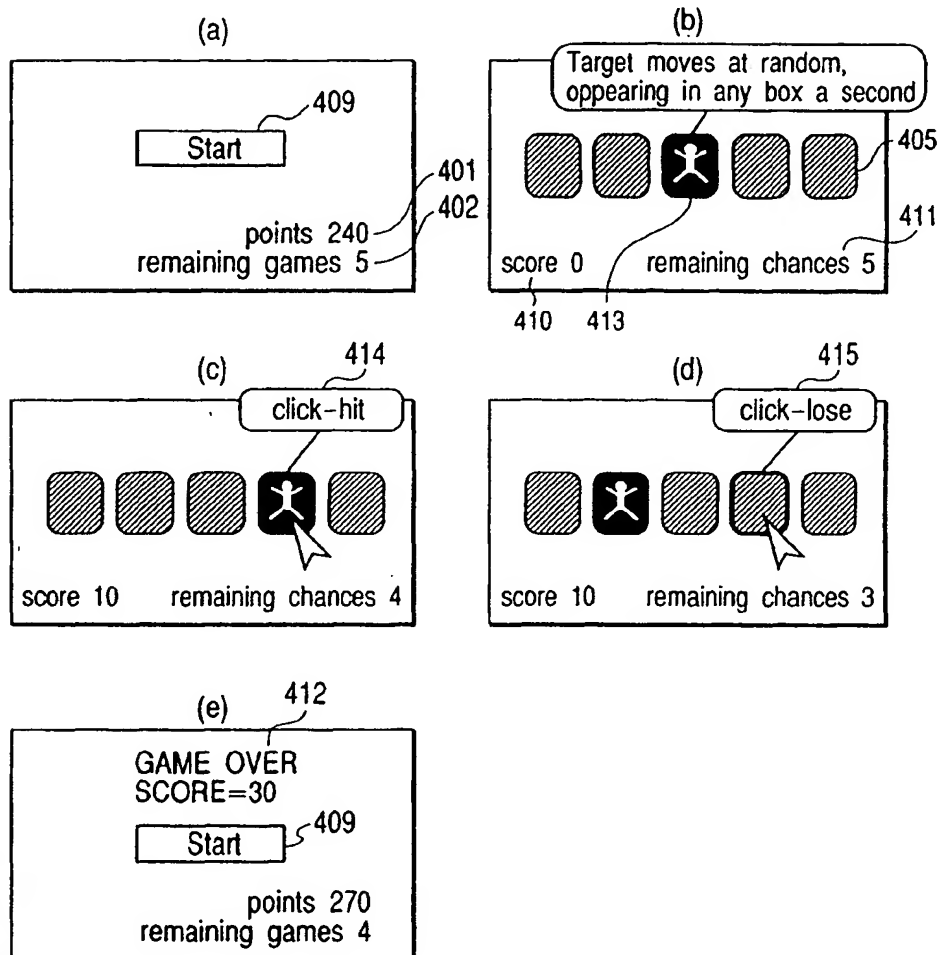 (a)
409
Start
401
402
points 240
remaining games 5
(b)
Target moves at random,
oppearing in any box a second
405
411
score 0 remaining chances 5
410 413
(c)
414
click-hit
score 10 remaining chances 4
(d)
415
click-lose
score 10 remaining chances 3
(e)
412
GAME OVER
SCORE=30
409
Start
points 270
remaining games 4